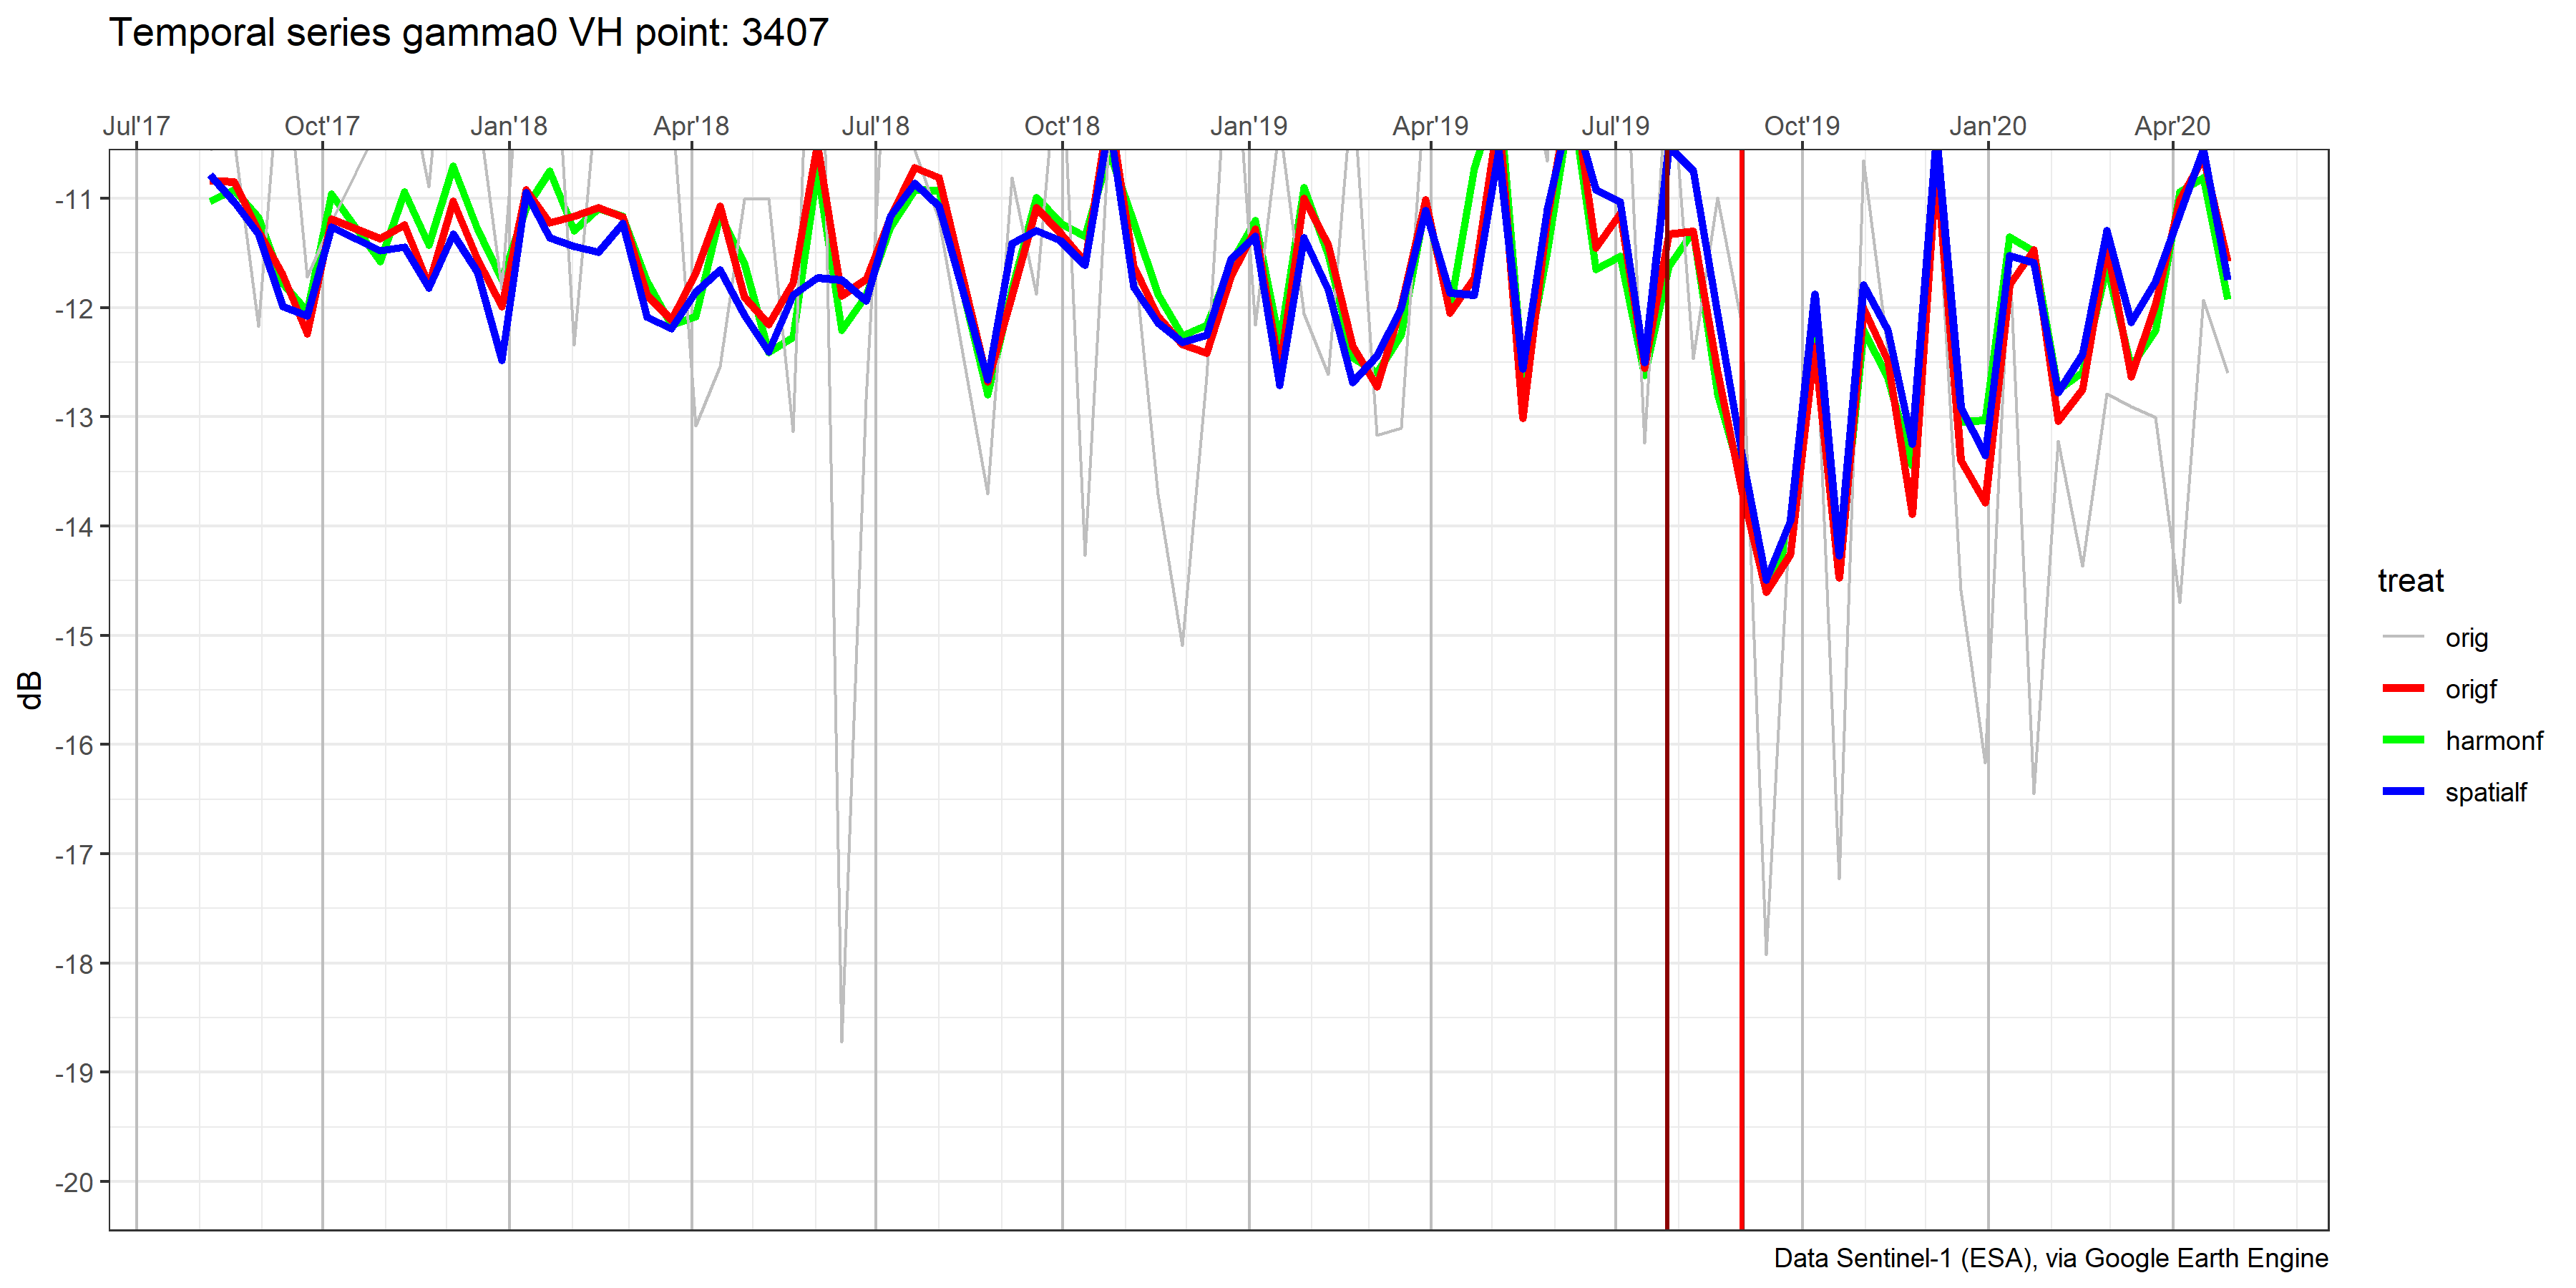 Temporal series gamma0 VH point: 3407
Jul'17 Oct'17 Jan'18 Apr'18 Jul'18 Oct'18 Jan'19 Apr'19 Jul'19 Oct'19 Jan'20 Apr'20
-11
-12
-13
-14
-15
-16
-17
-18
-19
-20
dB
treat
orig
origf
harmonf
spatialf
Data Sentinel-1 (ESA), via Google Earth Engine